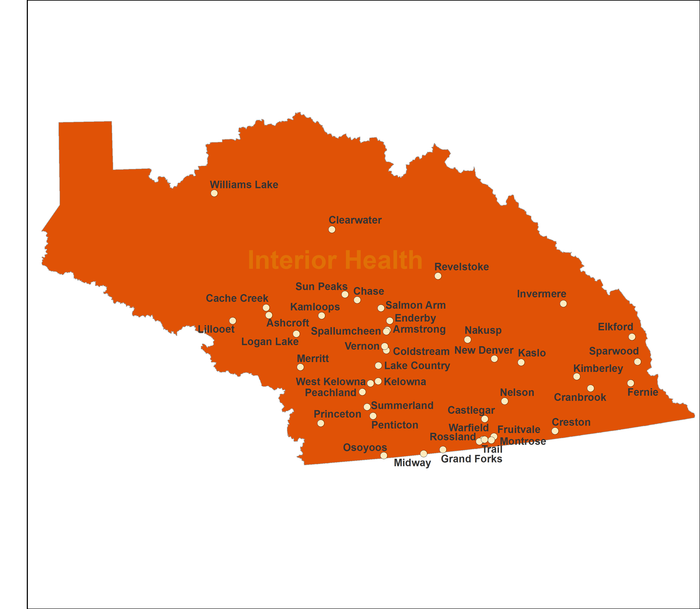 Williams Lake
Clearwater
Interior Health
Revelstoke
Sun Peaks
Chase
Invermere
Cache Creek
Kamloops
Salmon Arm
Enderby
Lillooet
Ashcroft
Spallumcheen
Armstrong
Elkford
Nakusp
Logan Lake
Vernon
Coldstream
New Denver
Kaslo
Sparwood
Merritt
Lake Country
Kimberley
West Kelowna
Kelowna
Peachland
Nelson
Cranbrook
Fernie
Summerland
Castlegar
Princeton
Penticton
Creston
Warfield
Fruitvale
Rossland
Montrose
Osoyoos
Trail
Midway
Grand Forks